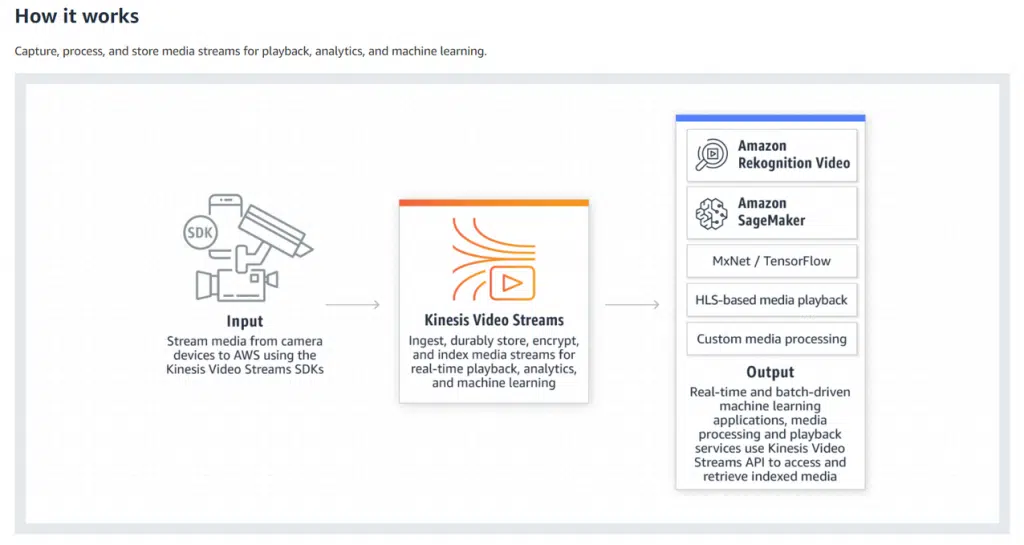 How it works
Capture, process, and store media streams for playback, analytics, and machine learning.
SDK
Input
Stream media from camera
devices to AWS using the
Kinesis Video Streams SDKs
Kinesis Video Streams
Ingest, durably store, encrypt,
and index media streams for
real-time playback, analytics,
and machine learning
Amazon
Rekognition Video
Amazon
SageMaker
MxNet / TensorFlow
HLS-based media playback
Custom media processing
Output
Real-time and batch-driven
machine learning
applications, media
processing and playback
services use Kinesis Video
Streams API to access and
retrieve indexed media